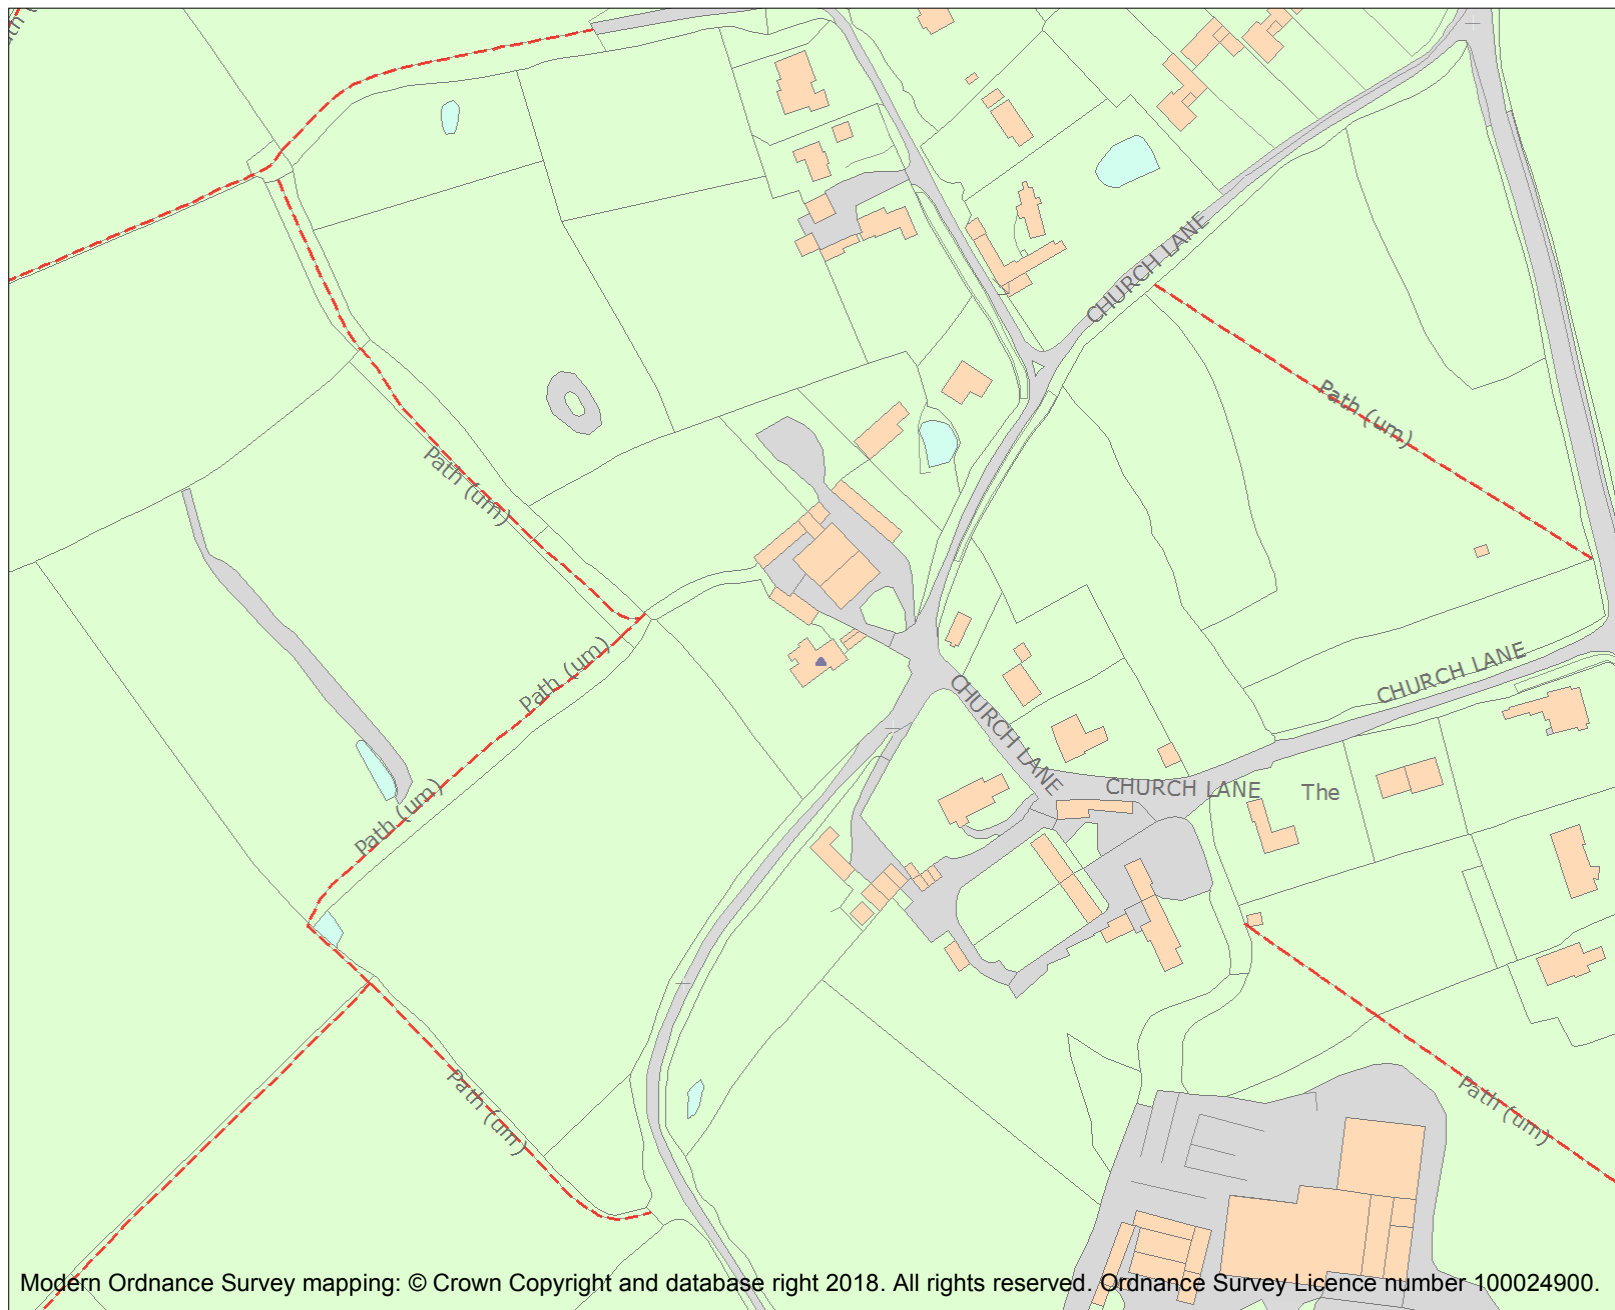 CHURCH LANE
Path (um)
Path (um)
Path (um)
CHURCH LANE
CHURCH LANE
CHURCH LANE
The
Path (um)
Path (um)
Path (um)
Modern Ordnance Survey mapping: © Crown Copyright and database right 2018. All rights reserved. Ordnance Survey Licence number 100024900.